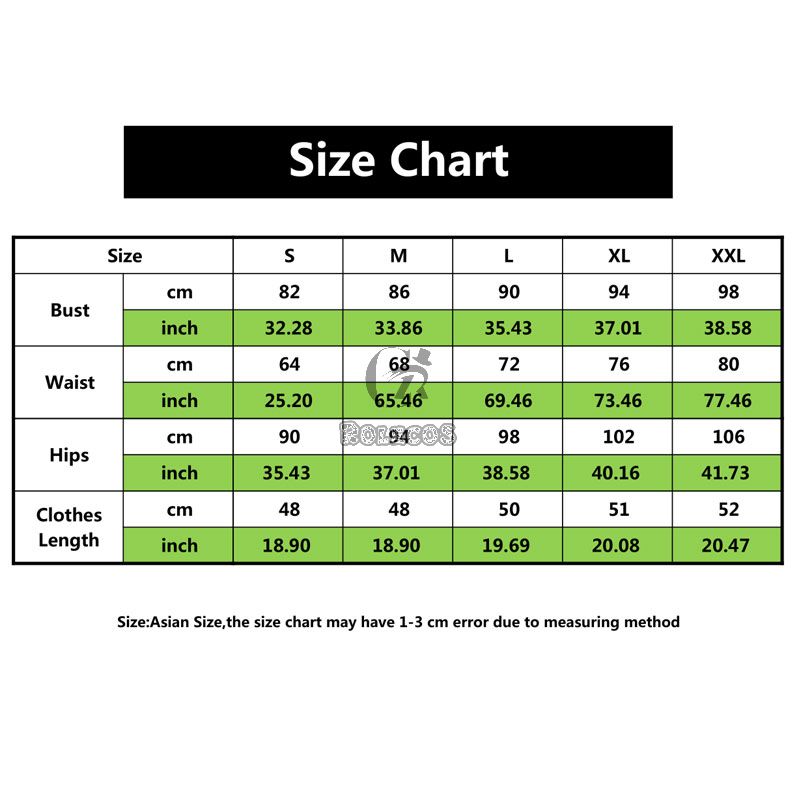 Size Chart
Size S M L XL XXL
Bust cm 82 86 90 94 98
inch 32.28 33.86 35.43 37.01 38.58
Waist cm 64 68 72 76 80
inch 25.20 65.46 69.46 73.46 77.46
ROLECOS
Hips cm 90 94 98 102 106
inch 35.43 37.01 38.58 40.16 41.73
Clothes Length cm 48 48 50 51 52
inch 18.90 18.90 19.69 20.08 20.47
Size:Asian Size,the size chart may have 1-3 cm error due to measuring method